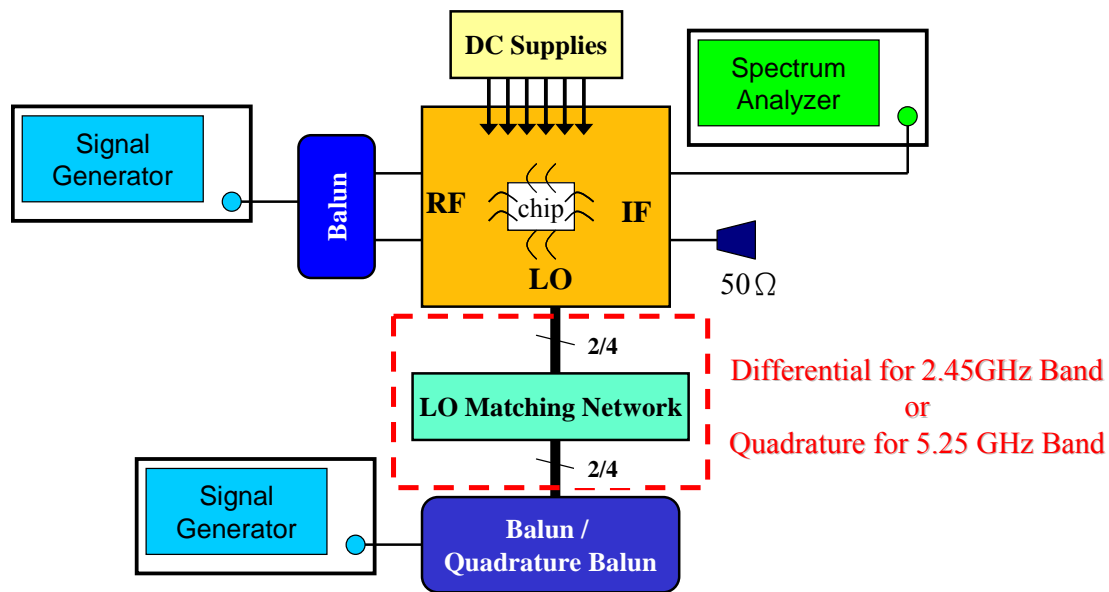 DC Supplies
Spectrum
Analyzer
Signal
Generator
Balun
RF
chip
IF
LO
50Ω
2/4
LO Matching Network
2/4
Differential for 2.45GHz Band
or
Quadrature for 5.25 GHz Band
Signal
Generator
Balun /
Quadrature Balun